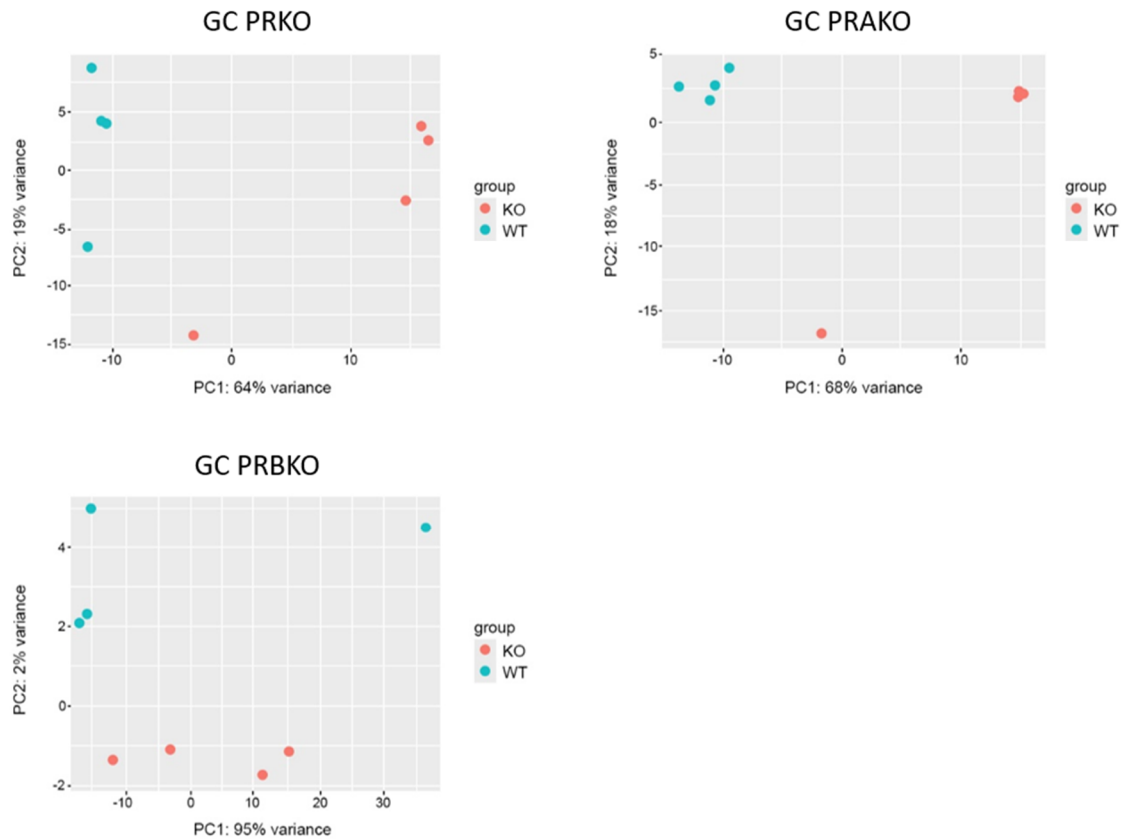 GC PRKO
5
0
-5
-10
-15
PC2: 19% variance
-10 0 10
PC1: 64% variance
group
KO
WT
GC PRAKO
5
0
-5
-10
-15
PC2: 18% variance
-10 0 10
PC1: 68% variance
group
KO
WT
GC PRBKO
4
2
0
-2
PC2: 2% variance
-10 0 10 20 30
PC1: 95% variance
group
KO
WT